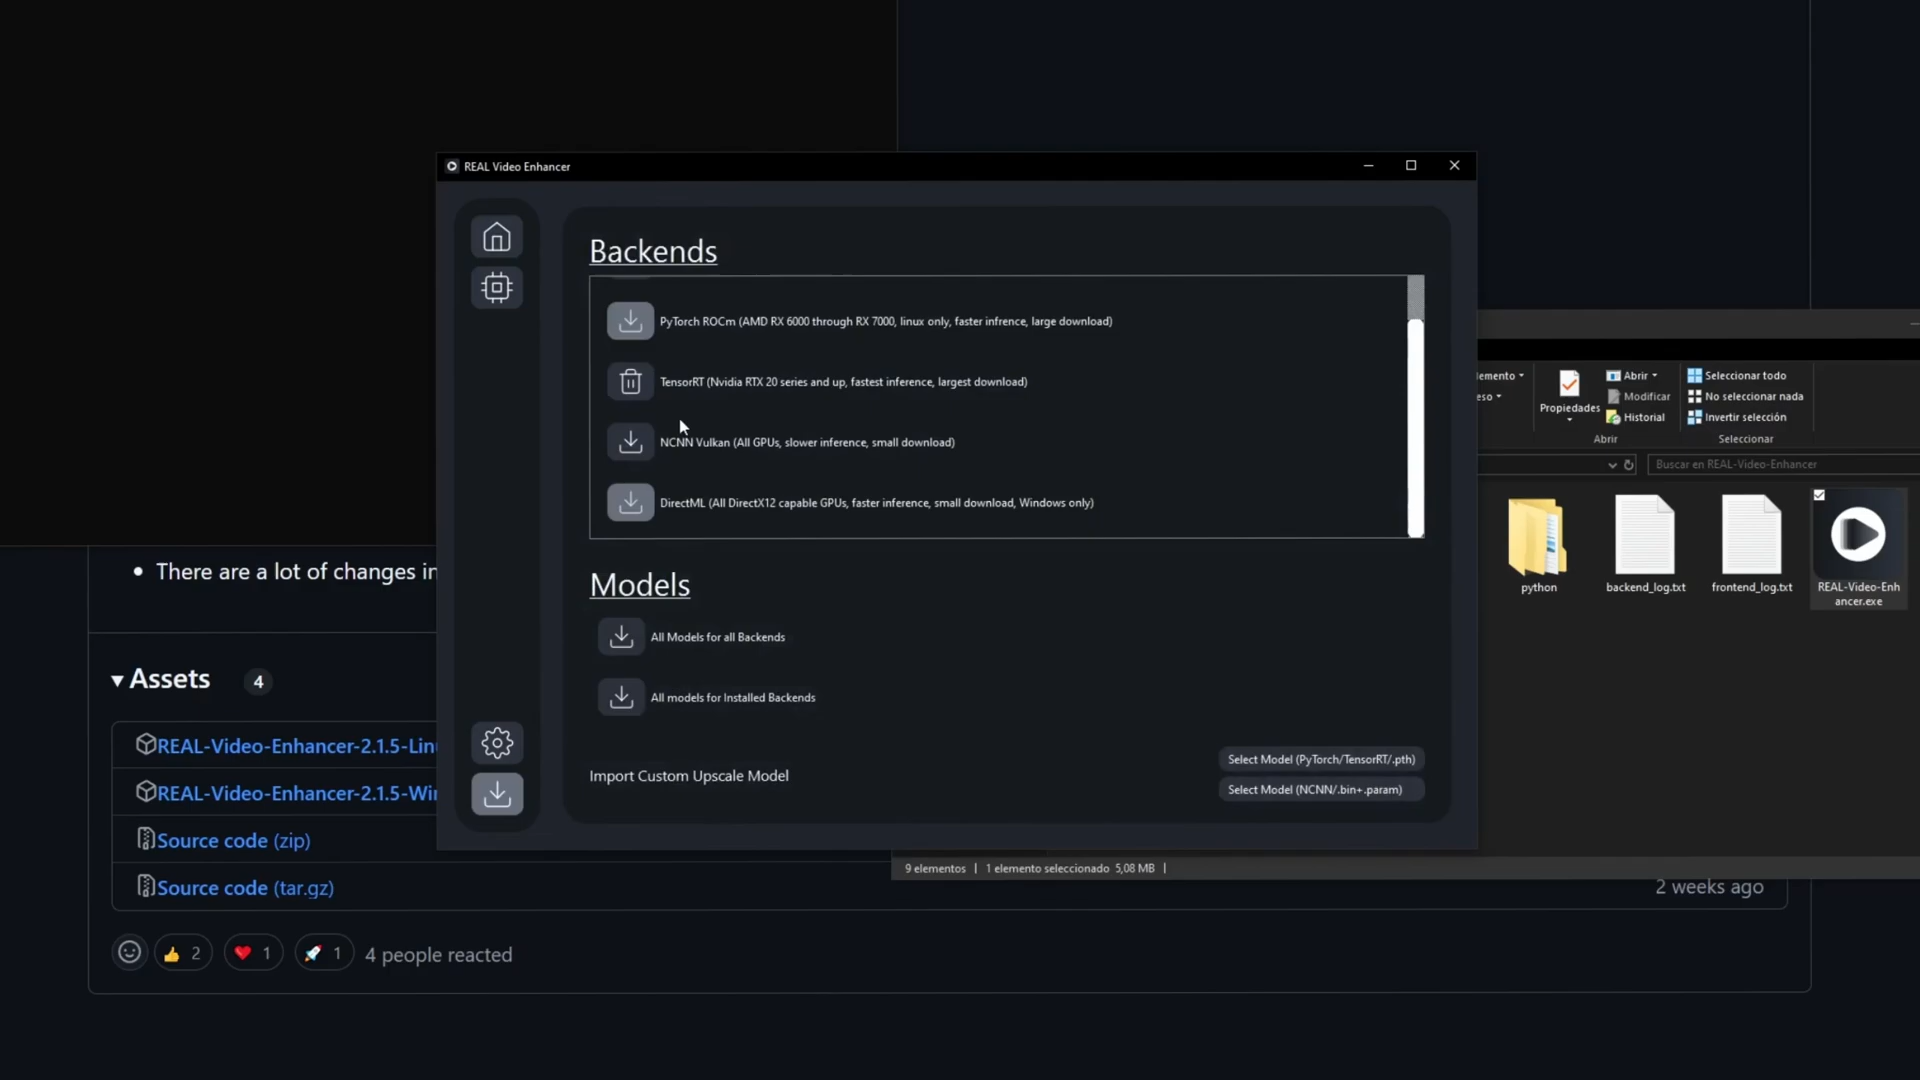 REAL Video Enhancer
Backends
PyTorch ROCm (AMD RX 6000 through RX 7000, linux only, faster infrence, large download)
TensorRT (Nvidia RTX 20 series and up, fastest inference, largest download)
NCNN Vulkan (All GPUs, slower inference, small download)
DirectML (All DirectX12 capable GPUs, faster inference, small download, Windows only)
Models
All Models for all Backends
All models for Installed Backends
Import Custom Upscale Model
Select Model (PyTorch/TensorRT/.pth)
Select Model (NCNN/.bin+.param)
Propiedades
Abrir
Modificar
Historial
Abrir
Seleccionar todo
No seleccionar nada
Invertir selección
Seleccionar
Buscar en REAL-Video-Enhancer
python
backend_log.txt
frontend_log.txt
REAL-Video-Enh
ancer.exe
9 elementos
1 elemento seleccionado 5,08 MB
• There are a lot of changes in
Assets 4
REAL-Video-Enhancer-2.1.5-Lin
REAL-Video-Enhancer-2.1.5-Wi
Source code (zip)
Source code (tar.gz)
2 weeks ago
👍 2 ❤️ 1 🚀 1 4 people reacted